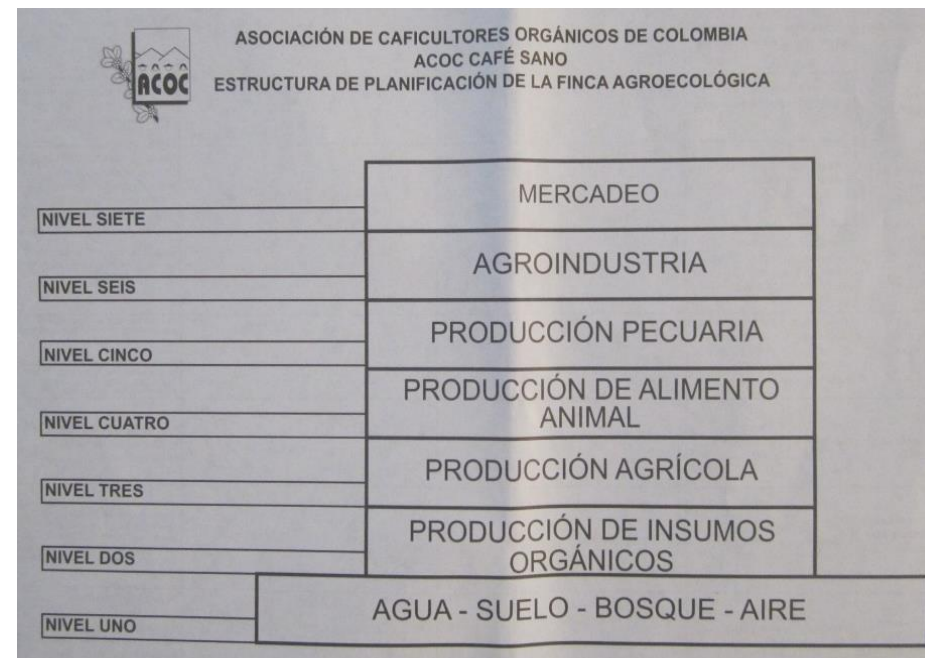 ASOCIACIÓN DE CAFICULTORES ORGÁNICOS DE COLOMBIA
ACOC CAFÉ SANO
ESTRUCTURA DE PLANIFICACIÓN DE LA FINCA AGROECOLÓGICA
ACOC
MERCADEO
NIVEL SIETE
AGROINDUSTRIA
NIVEL SEIS
PRODUCCIÓN PECUARIA
NIVEL CINCO
PRODUCCIÓN DE ALIMENTO
ANIMAL
NIVEL CUATRO
PRODUCCIÓN AGRÍCOLA
NIVEL TRES
PRODUCCIÓN DE INSUMOS
ORGÁNICOS
NIVEL DOS
AGUA - SUELO - BOSQUE - AIRE
NIVEL UNO